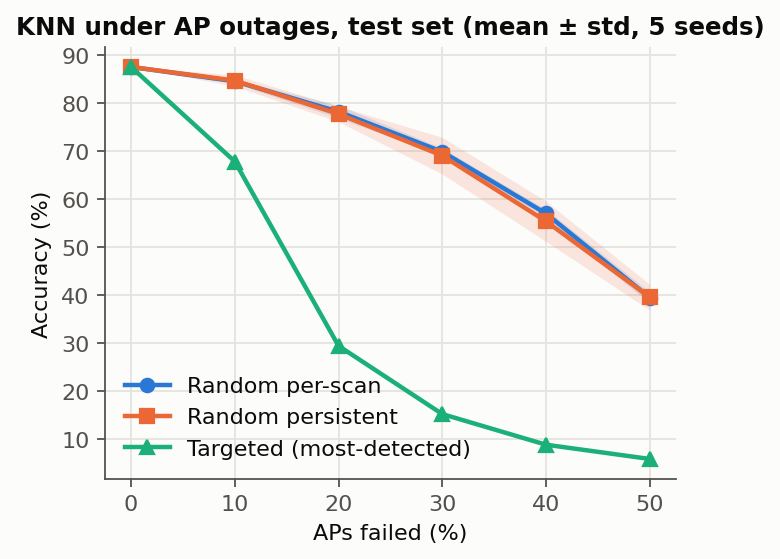 KNN under AP outages, test set (mean ± std, 5 seeds)
90
80
70
60
50
40
30
20
10
Accuracy (%)
Random per-scan
Random persistent
Targeted (most-detected)
0 10 20 30 40 50
APs failed (%)